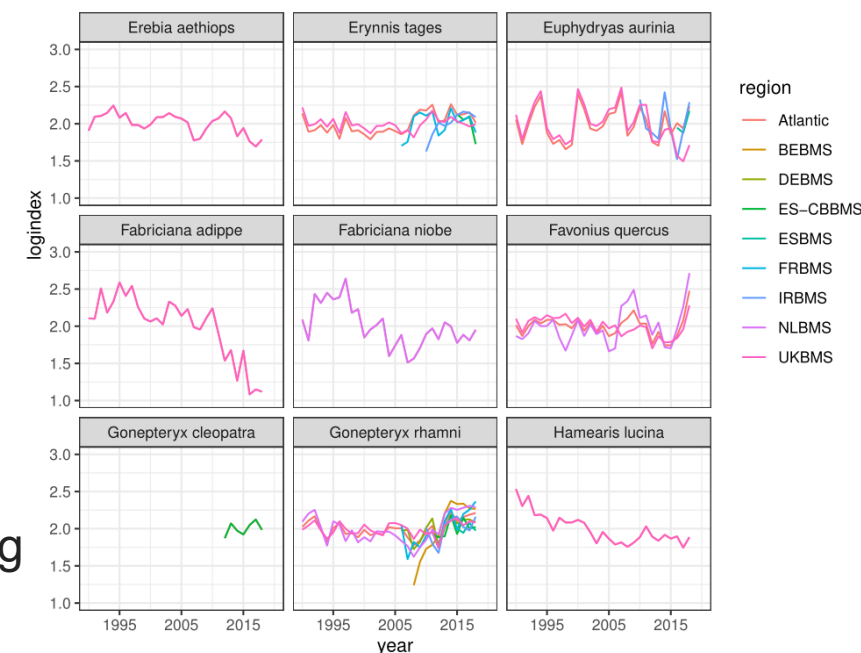 Erebia aethiops
Erynnis tages
Euphydryas aurinia
3.0
2.5
2.0
1.5
1.0
logindex
Fabriciana adippe
Fabriciana niobe
Favonius quercus
3.0
2.5
2.0
1.5
1.0
Gonepteryx cleopatra
Gonepteryx rhamni
Hamearis lucina
3.0
2.5
2.0
1.5
1.0
g
1995 2005 2015
1995 2005 2015
1995 2005 2015
year
region
Atlantic
BEBMS
DEBMS
ES−CBBMS
ESBMS
FRBMS
IRBMS
NLBMS
UKBMS